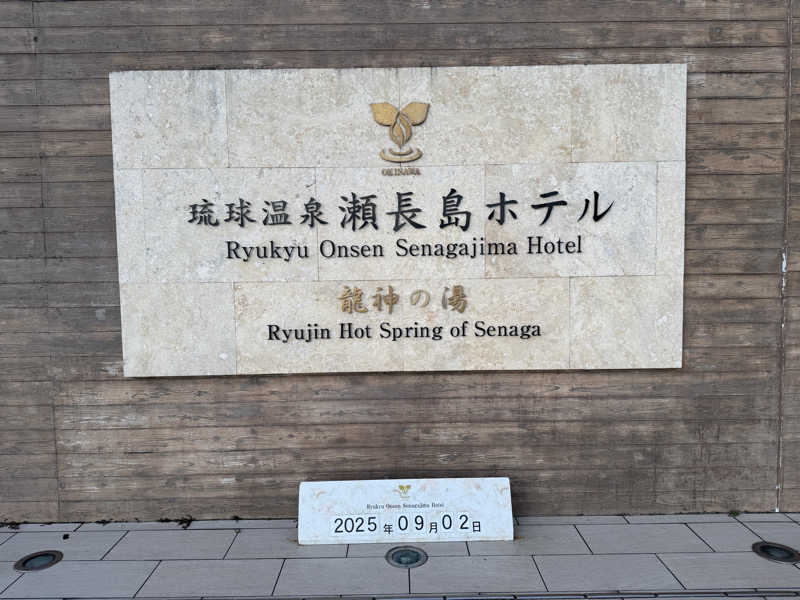 OKINAWA
琉球温泉 瀬長島ホテル
Ryukyu Onsen Senagajima Hotel
龍神の湯
Ryujin Hot Spring of Senaga
Ryukyu Onsen Senagajima Hotel
2025年09月02日